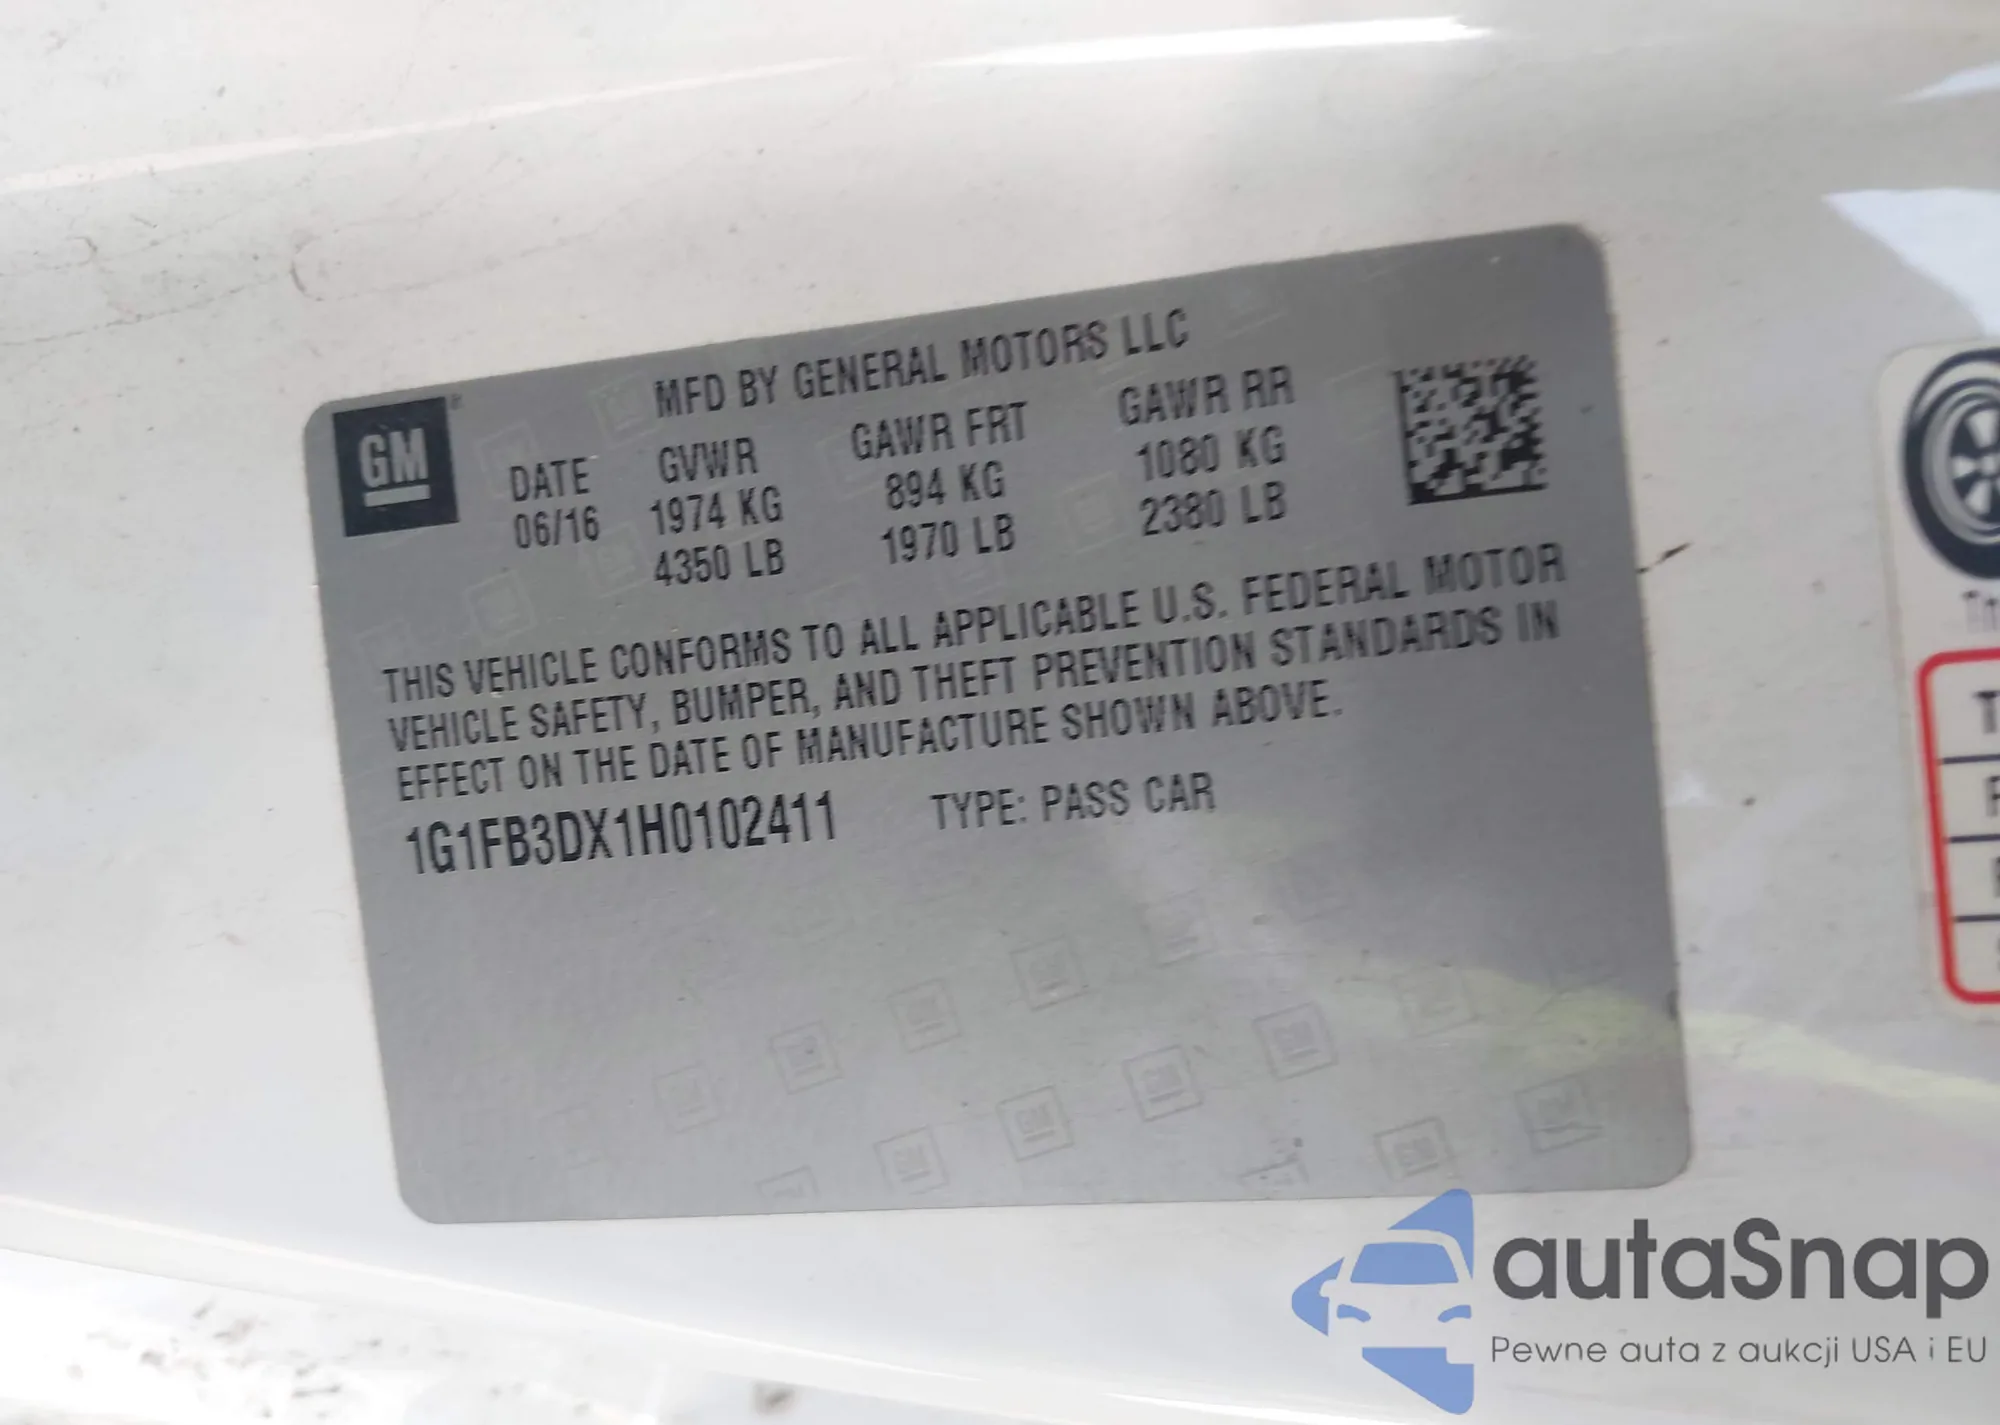 MFD BY GENERAL MOTORS LLC
GM
DATE GVWR GAWR FRT GAWR RR
06/16 1974 KG 894 KG 1080 KG
4350 LB 1970 LB 2380 LB
THIS VEHICLE CONFORMS TO ALL APPLICABLE U.S. FEDERAL MOTOR
VEHICLE SAFETY, BUMPER, AND THEFT PREVENTION STANDARDS IN
EFFECT ON THE DATE OF MANUFACTURE SHOWN ABOVE.
1G1FB3DX1H0102411 TYPE: PASS CAR
autaSnap
Pewne auta z aukcji USA i EU